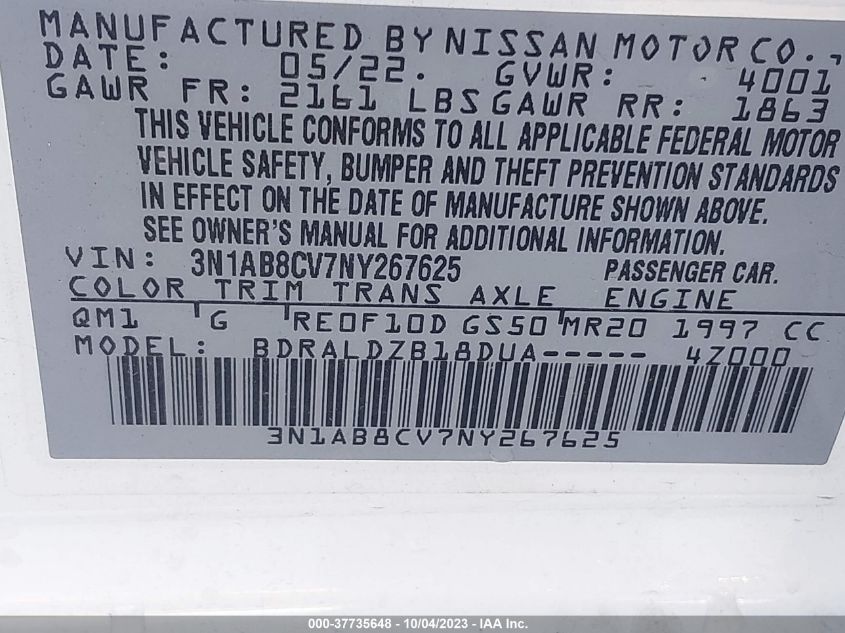 MANUFACTURED BY NISSAN MOTOR CO.,
DATE: 05/22. GVWR: 4001
GAWR FR: 2161 LBS GAWR RR: 1863
THIS VEHICLE CONFORMS TO ALL APPLICABLE FEDERAL MOTOR
VEHICLE SAFETY, BUMPER AND THEFT PREVENTION STANDARDS
IN EFFECT ON THE DATE OF MANUFACTURE SHOWN ABOVE.
SEE OWNER'S MANUAL FOR ADDITIONAL INFORMATION.
VIN: 3N1AB8CV7NY267625 PASSENGER CAR.
COLOR TRIM TRANS AXLE ENGINE
QM1 G RE0F10D GS50 MR20 1997 CC
MODEL: BDRALDZB18DUA----- 4Z000
3N1AB8CV7NY267625
000-37735648 - 10/04/2023 - IAA Inc.